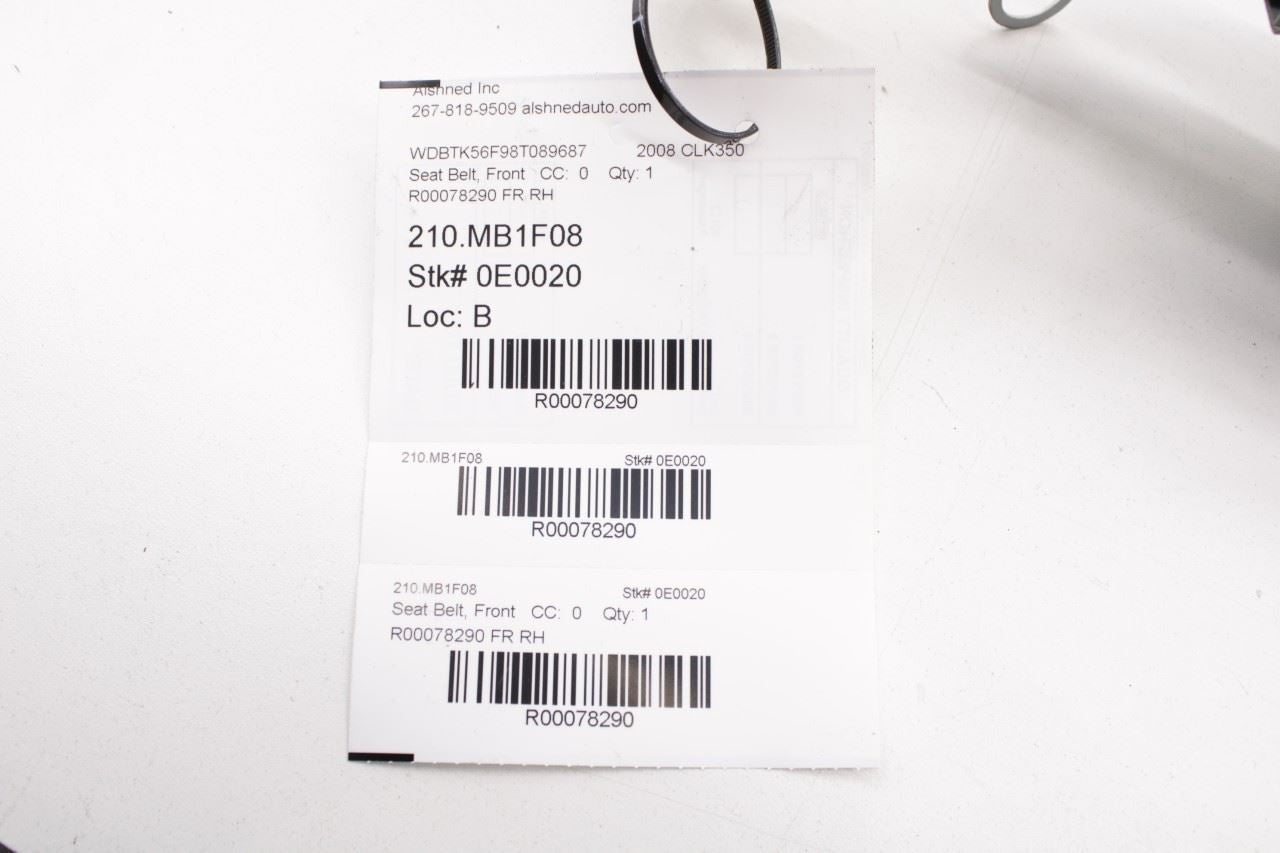 Alshned Inc
267-818-9509 alshnedauto.com
WDBTK56F98T089687 2008 CLK350
Seat Belt, Front CC: 0 Qty: 1
R00078290 FR RH
210.MB1F08
Stk# 0E0020
Loc: B
R00078290
210.MB1F08 Stk# 0E0020
R00078290
210.MB1F08 Stk# 0E0020
Seat Belt, Front CC: 0 Qty: 1
R00078290 FR RH
R00078290